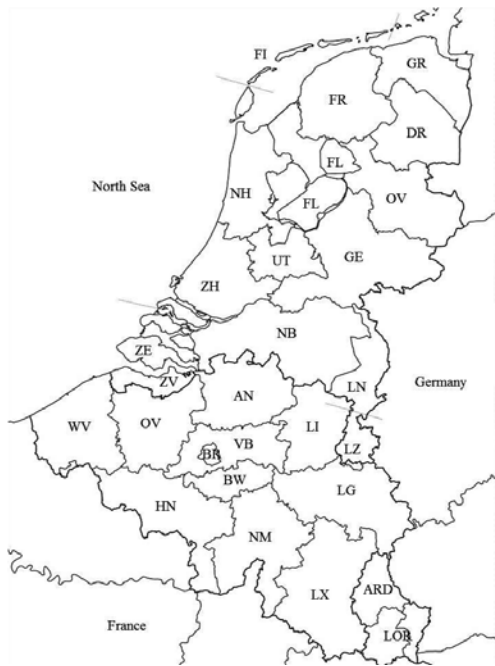 FI
GR
FR
DR
FL
North Sea
NH
FL
OV
UT
GE
ZH
NB
ZE
ZV
LN
Germany
AN
WV
OV
LI
VB
BR
LZ
BW
LG
HN
NM
LX
ARD
France
LOR